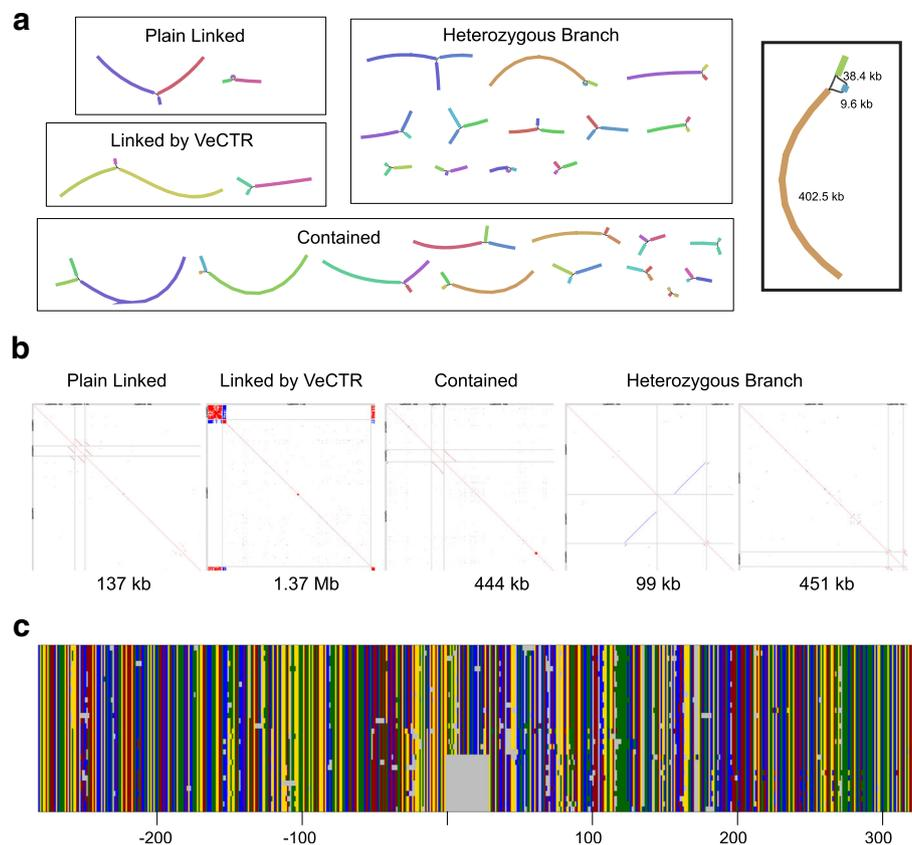 a
Plain Linked
Heterozygous Branch
38.4 kb
9.6 kb
Linked by VeCTR
402.5 kb
Contained
b
Plain Linked
Linked by VeCTR
Contained
Heterozygous Branch
137 kb
1.37 Mb
444 kb
99 kb
451 kb
c
-200
-100
100
200
300